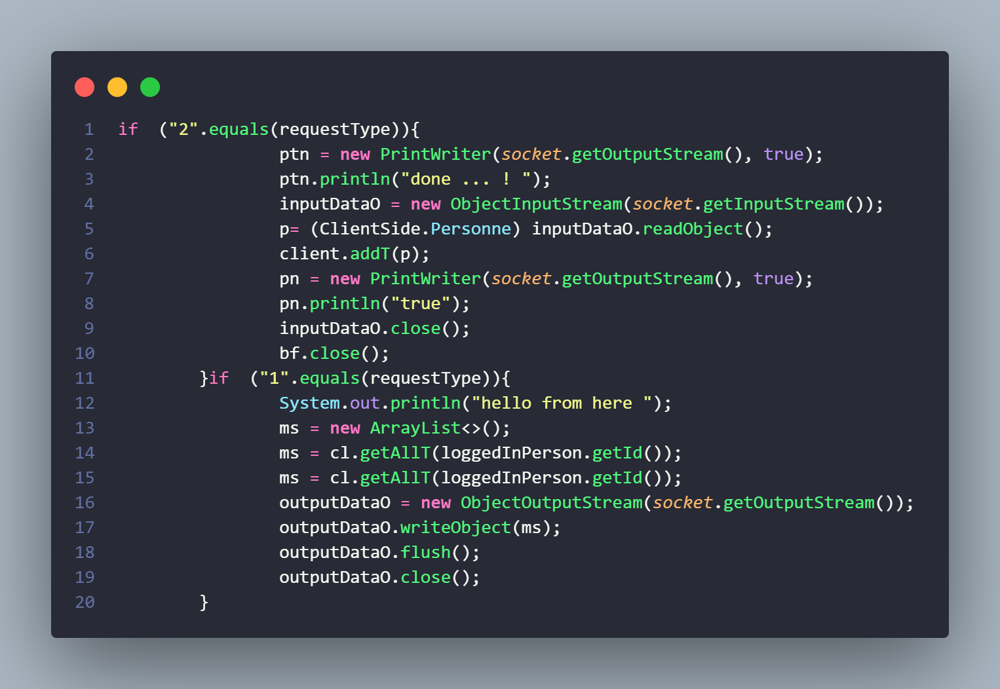 1 if  ("2".equals(requestType)){
2                 ptn = new PrintWriter(socket.getOutputStream(), true);
3                 ptn.println("done ... ! ");
4                 inputDataO = new ObjectInputStream(socket.getInputStream());
5                 p= (ClientSide.Personne) inputDataO.readObject();
6                 client.addT(p);
7                 pn = new PrintWriter(socket.getOutputStream(), true);
8                 pn.println("true");
9                 inputDataO.close();
10                 bf.close();
11         }if  ("1".equals(requestType)){
12                 System.out.println("hello from here ");
13                 ms = new ArrayList<>();
14                 ms = cl.getAllT(loggedInPerson.getId());
15                 ms = cl.getAllT(loggedInPerson.getId());
16                 outputDataO = new ObjectOutputStream(socket.getOutputStream());
17                 outputDataO.writeObject(ms);
18                 outputDataO.flush();
19                 outputDataO.close();
20         }